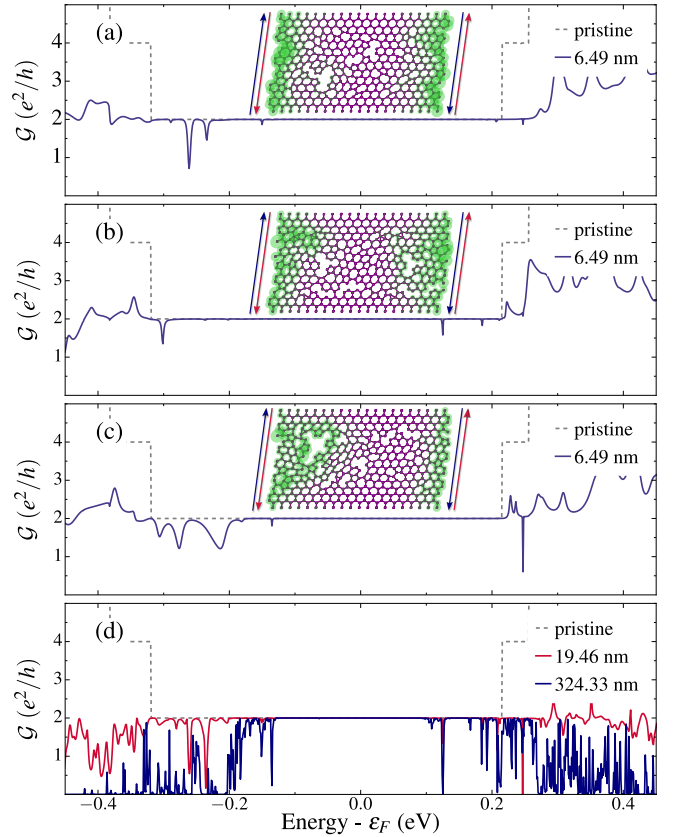 (a)
pristine
6.49 nm
4
3
2
1
𝒢 (e²/h)
(b)
pristine
6.49 nm
4
3
2
1
𝒢 (e²/h)
(c)
pristine
6.49 nm
4
3
2
1
𝒢 (e²/h)
(d)
pristine
19.46 nm
324.33 nm
4
3
2
1
𝒢 (e²/h)
−0.4 −0.2 0.0 0.2 0.4
Energy - εF (eV)